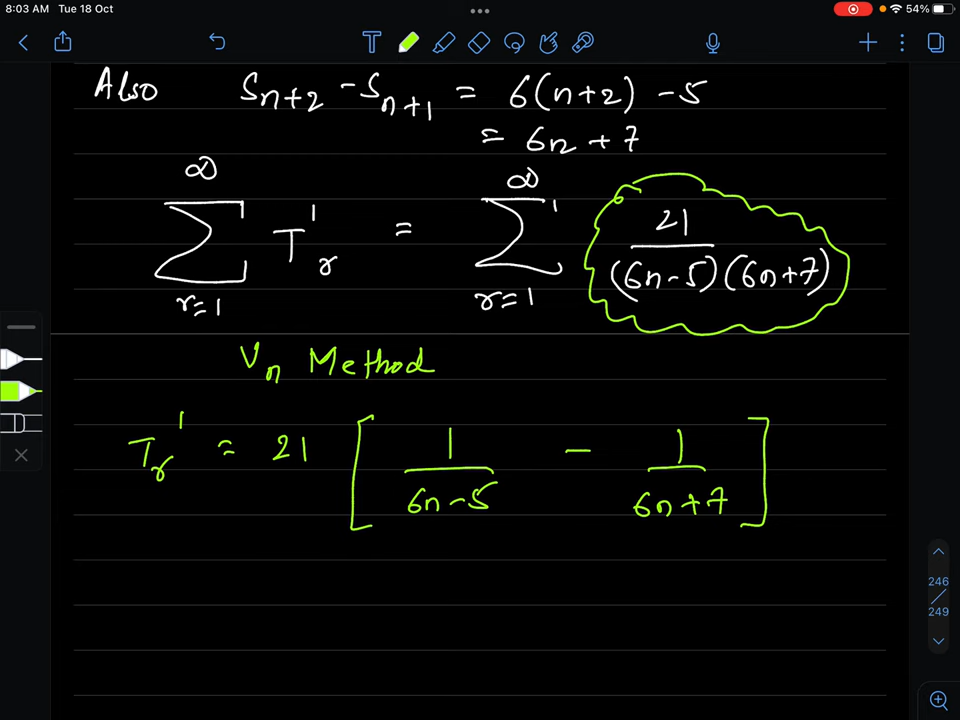 8:03 AM Tue 18 Oct
54%
Also S_{n+2} - S_{n+1} = 6(n+2) - 5
= 6n + 7
∞ ∞
∑ T'_r = ∑' 21/((6n-5)(6n+7))
r=1 r=1
V_n Method
T'_r = 21 [ 1/(6n-5) - 1/(6n+7) ]
246
249